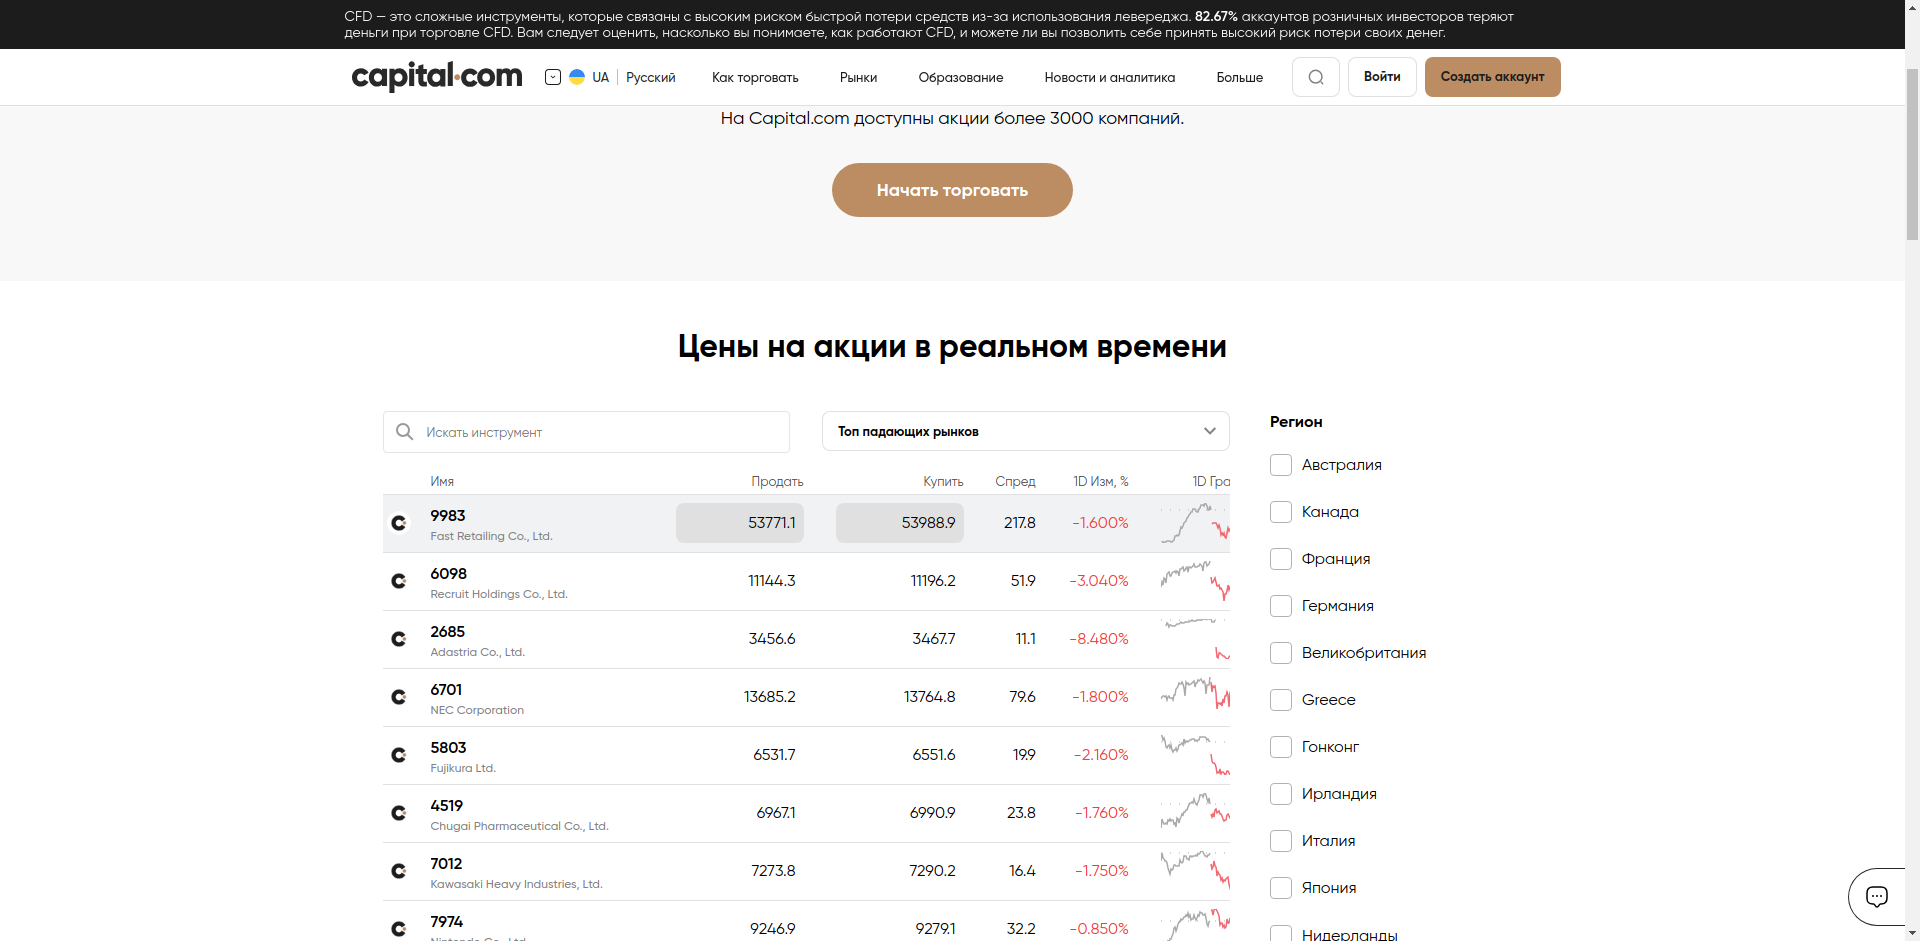 CFD — это сложные инструменты, которые связаны с высоким риском быстрой потери средств из-за использования левереджа. 82.67% аккаунтов розничных инвесторов теряют
деньги при торговле CFD. Вам следует оценить, насколько вы понимаете, как работают CFD, и можете ли вы позволить себе принять высокий риск потери своих денег.
capital.com UA Русский Как торговать Рынки Образование Новости и аналитика Больше Войти Создать аккаунт
На Capital.com доступны акции более 3000 компаний.
Начать торговать
Цены на акции в реальном времени
Искать инструмент Топ падающих рынков
Имя Продать Купить Спред 1D Изм, % 1D Гра
9983 53771.1 53988.9 217.8 -1.600%
Fast Retailing Co., Ltd.
6098 11144.3 11196.2 51.9 -3.040%
Recruit Holdings Co., Ltd.
2685 3456.6 3467.7 11.1 -8.480%
Adastria Co., Ltd.
6701 13685.2 13764.8 79.6 -1.800%
NEC Corporation
5803 6531.7 6551.6 19.9 -2.160%
Fujikura Ltd.
4519 6967.1 6990.9 23.8 -1.760%
Chugai Pharmaceutical Co., Ltd.
7012 7273.8 7290.2 16.4 -1.750%
Kawasaki Heavy Industries, Ltd.
7974 9246.9 9279.1 32.2 -0.850%
Регион
Австралия
Канада
Франция
Германия
Великобритания
Greece
Гонконг
Ирландия
Италия
Япония
Нидерланды